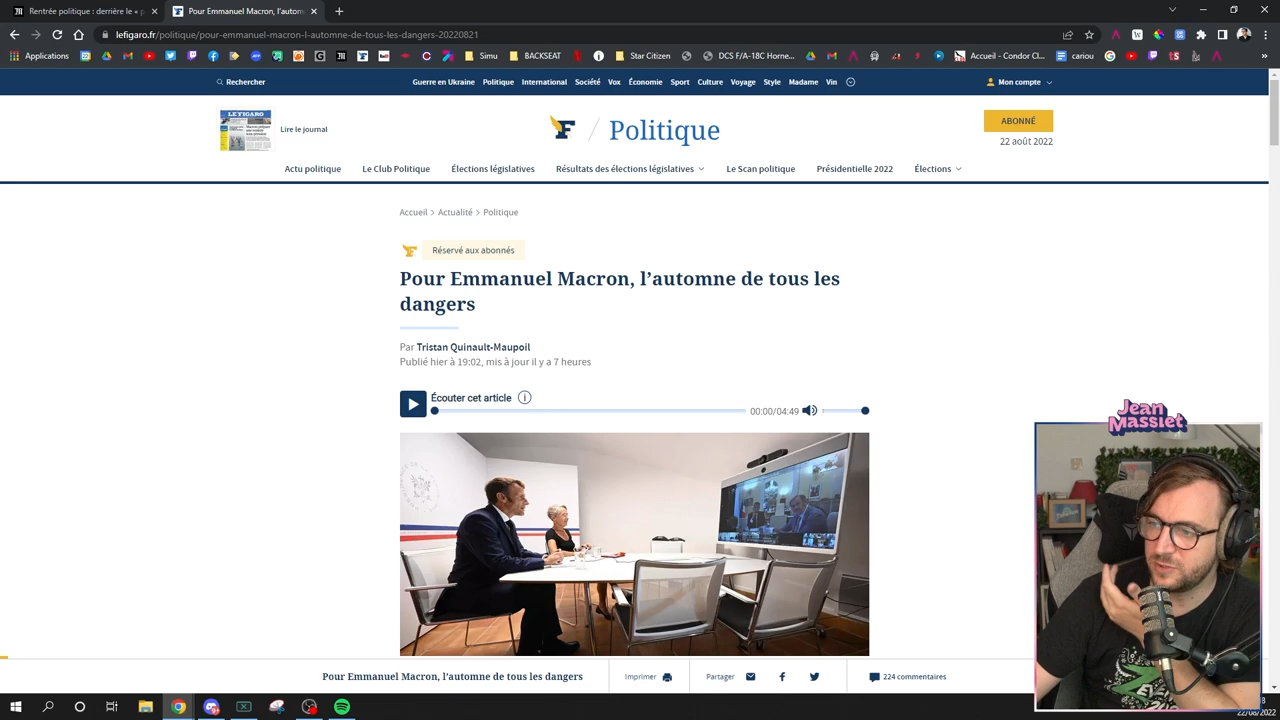 Rentrée politique : derrière le « p
Pour Emmanuel Macron, l'autom
lefigaro.fr/politique/pour-emmanuel-macron-l-automne-de-tous-les-dangers-20220821
Applications
Simu
BACKSEAT
Star Citizen
DCS F/A-18C Horne...
Accueil - Condor Cl...
cariou
Rechercher
Guerre en Ukraine Politique International Société Vox Économie Sport Culture Voyage Style Madame Vin
Mon compte
LE FIGARO
Lire le journal
F / Politique
ABONNÉ
22 août 2022
Actu politique Le Club Politique Élections législatives Résultats des élections législatives Le Scan politique Présidentielle 2022 Élections
Accueil > Actualité > Politique
Réservé aux abonnés
Pour Emmanuel Macron, l'automne de tous les
dangers
Par Tristan Quinault-Maupoil
Publié hier à 19:02, mis à jour il y a 7 heures
Écouter cet article
00:00/04:49
Jean
Massiet
Pour Emmanuel Macron, l'automne de tous les dangers
Imprimer
Partager
224 commentaires
22/08/2022